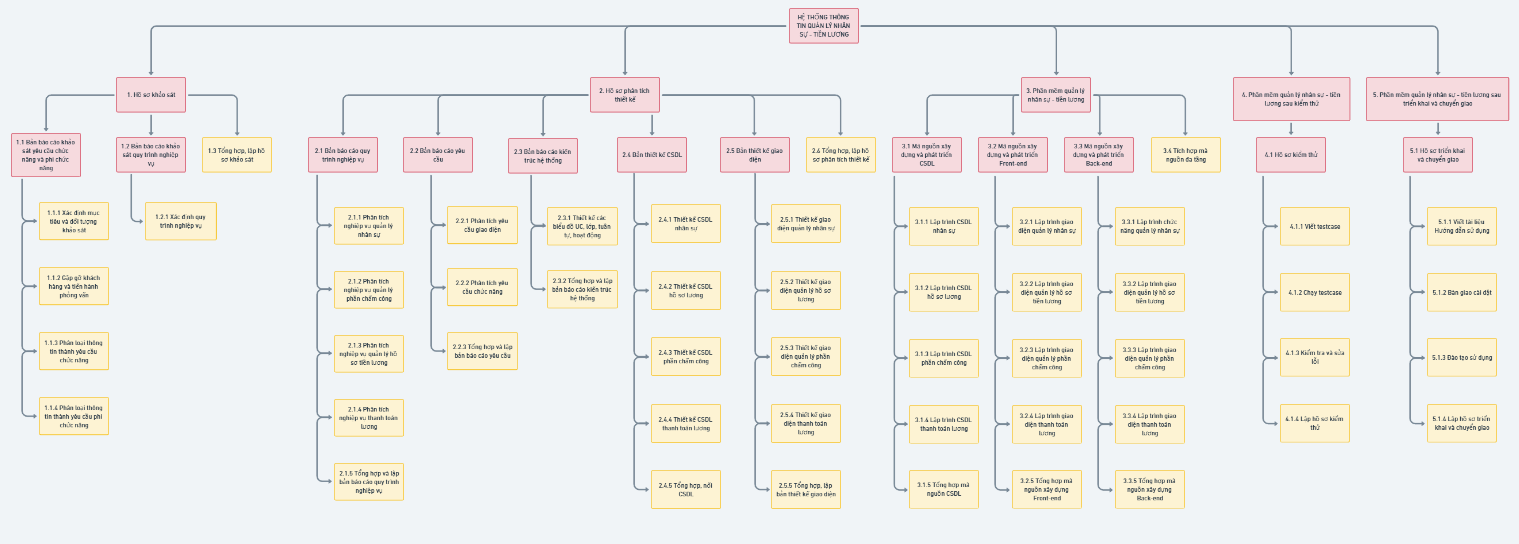 HỆ THỐNG THÔNG
TIN QUẢN LÝ NHÂN
SỰ - TIỀN LƯƠNG
1. Hồ sơ khảo sát
2. Hồ sơ phân tích
thiết kế
3. Phần mềm quản lý
nhân sự - tiền lương
4. Phần mềm quản lý nhân sự - tiền
lương sau kiểm thử
5. Phần mềm quản lý nhân sự - tiền lương sau
triển khai và chuyển giao
1.1 Bản báo cáo khảo
sát yêu cầu chức
năng và phi chức
năng
1.2 Bản báo cáo khảo
sát quy trình nghiệp
vụ
1.3 Tổng hợp, lập hồ
sơ khảo sát
2.1 Bản báo cáo quy
trình nghiệp vụ
2.2 Bản báo cáo yêu
cầu
2.3 Bản báo cáo kiến
trúc hệ thống
2.4 Bản thiết kế CSDL
2.5 Bản thiết kế giao
diện
2.6 Tổng hợp, lập hồ
sơ phân tích thiết kế
3.1 Mã nguồn xây
dựng và phát triển
CSDL
3.2 Mã nguồn xây
dựng và phát triển
Front-end
3.3 Mã nguồn xây
dựng và phát triển
Back-end
3.4 Tích hợp mã
nguồn đa tầng
4.1 Hồ sơ kiểm thử
5.1 Hồ sơ triển khai
và chuyển giao
1.1.1 Xác định mục
tiêu và đối tượng
khảo sát
1.1.2 Gặp gỡ khách
hàng và tiến hành
phỏng vấn
1.1.3 Phân loại thông
tin thành yêu cầu
chức năng
1.1.4 Phân loại thông
tin thành yêu cầu phi
chức năng
1.2.1 Xác định quy
trình nghiệp vụ
2.1.1 Phân tích
nghiệp vụ quản lý
nhân sự
2.1.2 Phân tích
nghiệp vụ quản lý
phần chấm công
2.1.3 Phân tích
nghiệp vụ quản lý hồ
sơ tiền lương
2.1.4 Phân tích
nghiệp vụ thanh toán
lương
2.1.5 Tổng hợp và lập
bản báo cáo quy trình
nghiệp vụ
2.2.1 Phân tích yêu
cầu giao diện
2.2.2 Phân tích yêu
cầu chức năng
2.2.3 Tổng hợp và lập
bản báo cáo yêu cầu
2.3.1 Thiết kế các
biểu đồ UC, lớp, tuần
tự, hoạt động
2.3.2 Tổng hợp và lập
bản báo cáo kiến trúc
hệ thống
2.4.1 Thiết kế CSDL
nhân sự
2.4.2 Thiết kế CSDL
hồ sơ lương
2.4.3 Thiết kế CSDL
phần chấm công
2.4.4 Thiết kế CSDL
thanh toán lương
2.4.5 Tổng hợp, nối
CSDL
2.5.1 Thiết kế giao
diện quản lý nhân sự
2.5.2 Thiết kế giao
diện quản lý hồ sơ
lương
2.5.3 Thiết kế giao
diện quản lý phần
chấm công
2.5.4 Thiết kế giao
diện thanh toán
lương
2.5.5 Tổng hợp, lập
bản thiết kế giao diện
3.1.1 Lập trình CSDL
nhân sự
3.1.2 Lập trình CSDL
hồ sơ lương
3.1.3 Lập trình CSDL
phần chấm công
3.1.4 Lập trình CSDL
thanh toán lương
3.1.5 Tổng hợp mã
nguồn CSDL
3.2.1 Lập trình giao
diện quản lý nhân sự
3.2.2 Lập trình giao
diện quản lý hồ sơ
tiền lương
3.2.3 Lập trình giao
diện quản lý phần
chấm công
3.2.4 Lập trình giao
diện thanh toán
lương
3.2.5 Tổng hợp mã
nguồn xây dựng
Front-end
3.3.1 Lập trình chức
năng quản lý nhân sự
3.3.2 Lập trình giao
diện quản lý hồ sơ
tiền lương
3.3.3 Lập trình giao
diện quản lý phần
chấm công
3.3.4 Lập trình giao
diện thanh toán
lương
3.3.5 Tổng hợp mã
nguồn xây dựng
Back-end
4.1.1 Viết testcase
4.1.2 Chạy testcase
4.1.3 Kiểm tra và sửa
lỗi
4.1.4 Lập hồ sơ kiểm
thử
5.1.1 Viết tài liệu
Hướng dẫn sử dụng
5.1.2 Bàn giao cài đặt
5.1.3 Đào tạo sử dụng
5.1.4 Lập hồ sơ triển
khai và chuyển giao